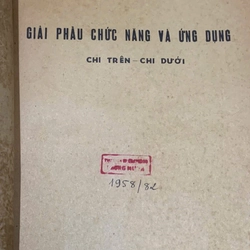 GIẢI PHẪU CHỨC NĂNG VÀ ỨNG DỤNG
CHI TRÊN - CHI DƯỚI
1958/82